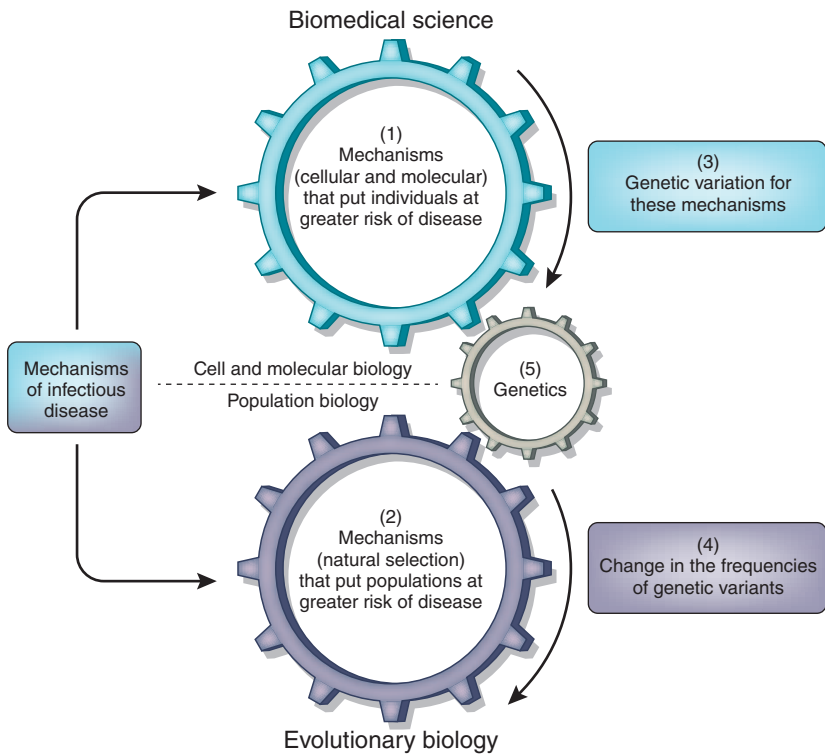 Biomedical science
(1)
Mechanisms
(cellular and molecular)
that put individuals at
greater risk of disease
(3)
Genetic variation for
these mechanisms
Mechanisms
of infectious
disease
Cell and molecular biology
Population biology
(5)
Genetics
(2)
Mechanisms
(natural selection)
that put populations at
greater risk of disease
(4)
Change in the frequencies
of genetic variants
Evolutionary biology